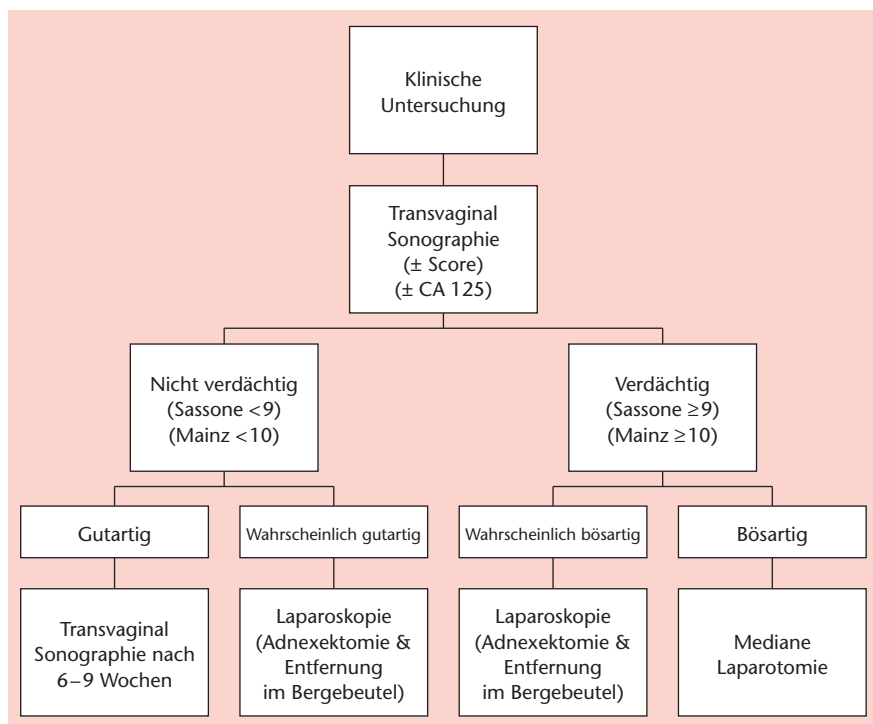 Klinische
Untersuchung
Transvaginal
Sonographie
(± Score)
(± CA 125)
Nicht verdächtig
(Sassone <9)
(Mainz <10)
Verdächtig
(Sassone ≥9)
(Mainz ≥10)
Gutartig
Wahrscheinlich gutartig
Wahrscheinlich bösartig
Bösartig
Transvaginal
Sonographie nach
6–9 Wochen
Laparoskopie
(Adnexektomie &
Entfernung
im Bergebeutel)
Laparoskopie
(Adnexektomie &
Entfernung
im Bergebeutel)
Mediane
Laparotomie